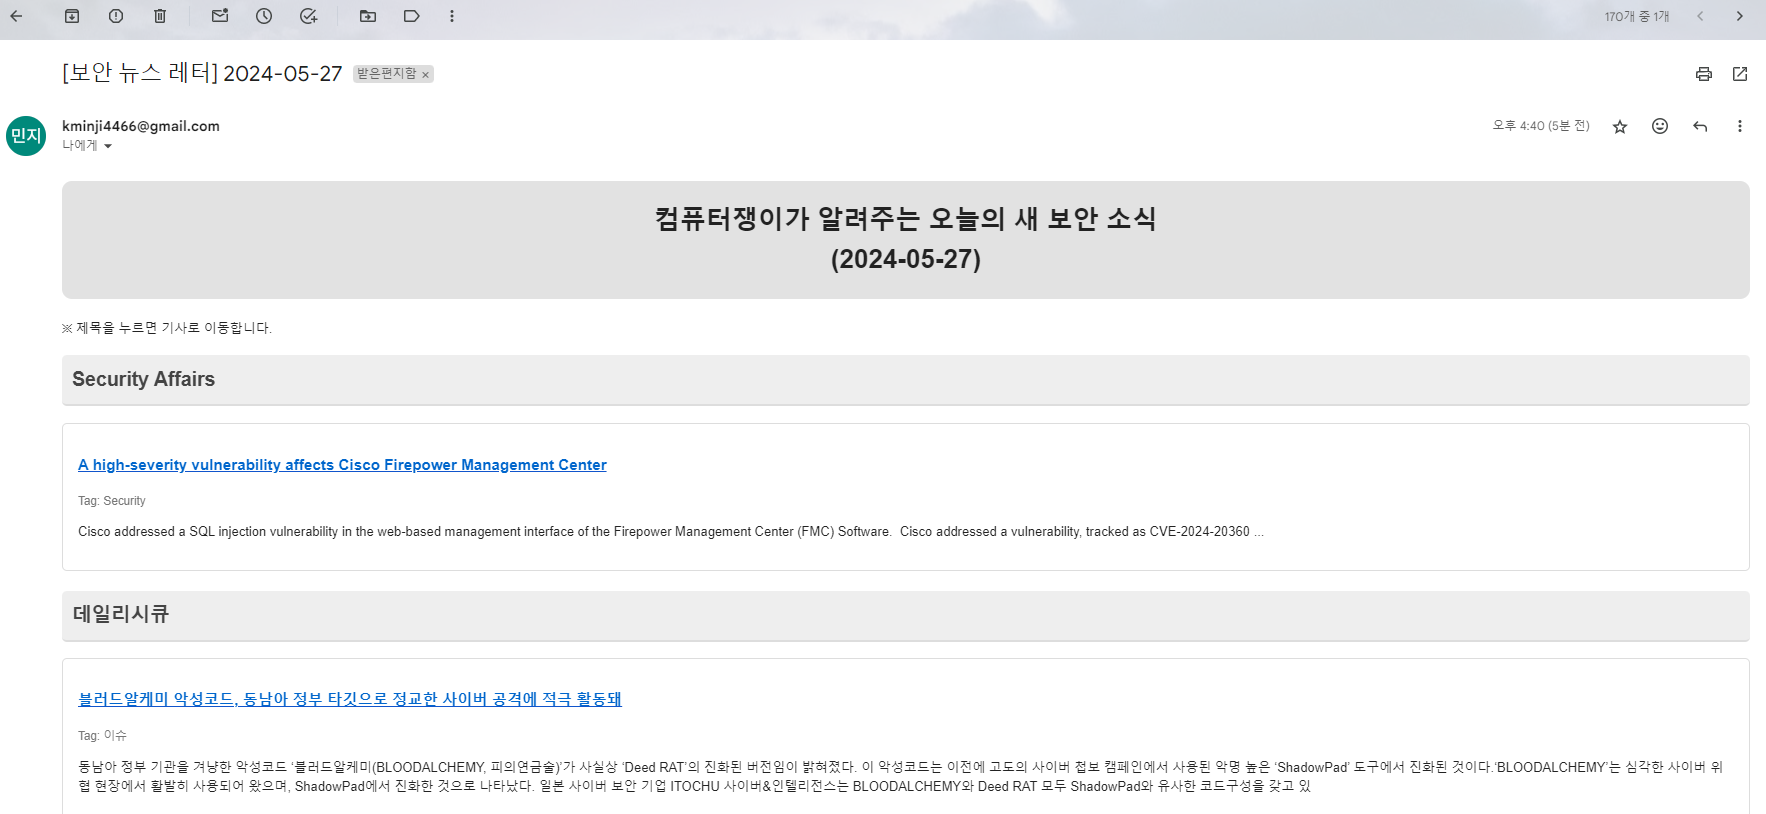 170개 중 1개
[보안 뉴스 레터] 2024-05-27 받은편지함 ×
민지
kminji4466@gmail.com
오후 4:40 (5분 전)
나에게
컴퓨터쟁이가 알려주는 오늘의 새 보안 소식
(2024-05-27)
※ 제목을 누르면 기사로 이동합니다.
Security Affairs
A high-severity vulnerability affects Cisco Firepower Management Center
Tag: Security
Cisco addressed a SQL injection vulnerability in the web-based management interface of the Firepower Management Center (FMC) Software.  Cisco addressed a vulnerability, tracked as CVE-2024-20360 ...
데일리시큐
블러드알케미 악성코드, 동남아 정부 타깃으로 정교한 사이버 공격에 적극 활동돼
Tag: 이슈
동남아 정부 기관을 겨냥한 악성코드 ‘블러드알케미(BLOODALCHEMY, 피의연금술)’가 사실상 ‘Deed RAT’의 진화된 버전임이 밝혀졌다. 이 악성코드는 이전에 고도의 사이버 첩보 캠페인에서 사용된 악명 높은 ‘ShadowPad’ 도구에서 진화된 것이다.‘BLOODALCHEMY’는 심각한 사이버 위
협 현장에서 활발히 사용되어 왔으며, ShadowPad에서 진화한 것으로 나타났다. 일본 사이버 보안 기업 ITOCHU 사이버&인텔리전스는 BLOODALCHEMY와 Deed RAT 모두 ShadowPad와 유사한 코드구성을 갖고 있